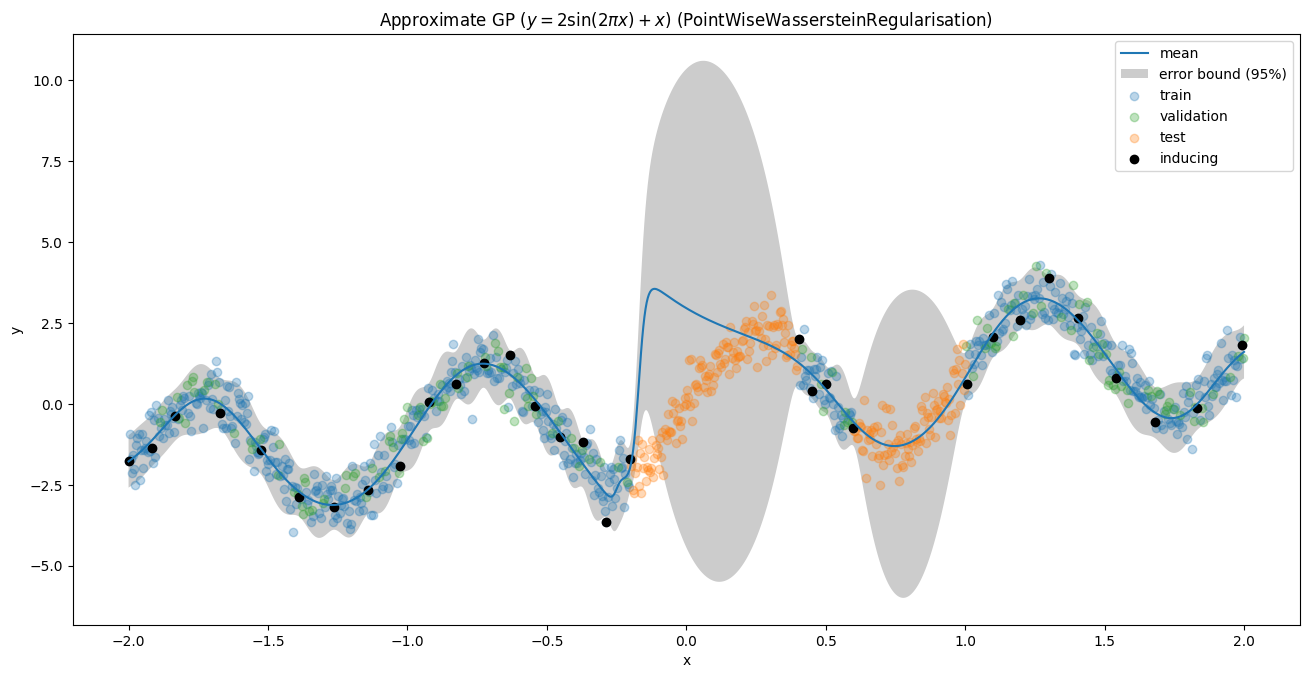 Approximate GP (y = 2sin(2πx) + x) (PointWiseWassersteinRegularisation)
mean
error bound (95%)
train
validation
test
inducing
10.0
7.5
5.0
2.5
0.0
−2.5
−5.0
y
−2.0 −1.5 −1.0 −0.5 0.0 0.5 1.0 1.5 2.0
x